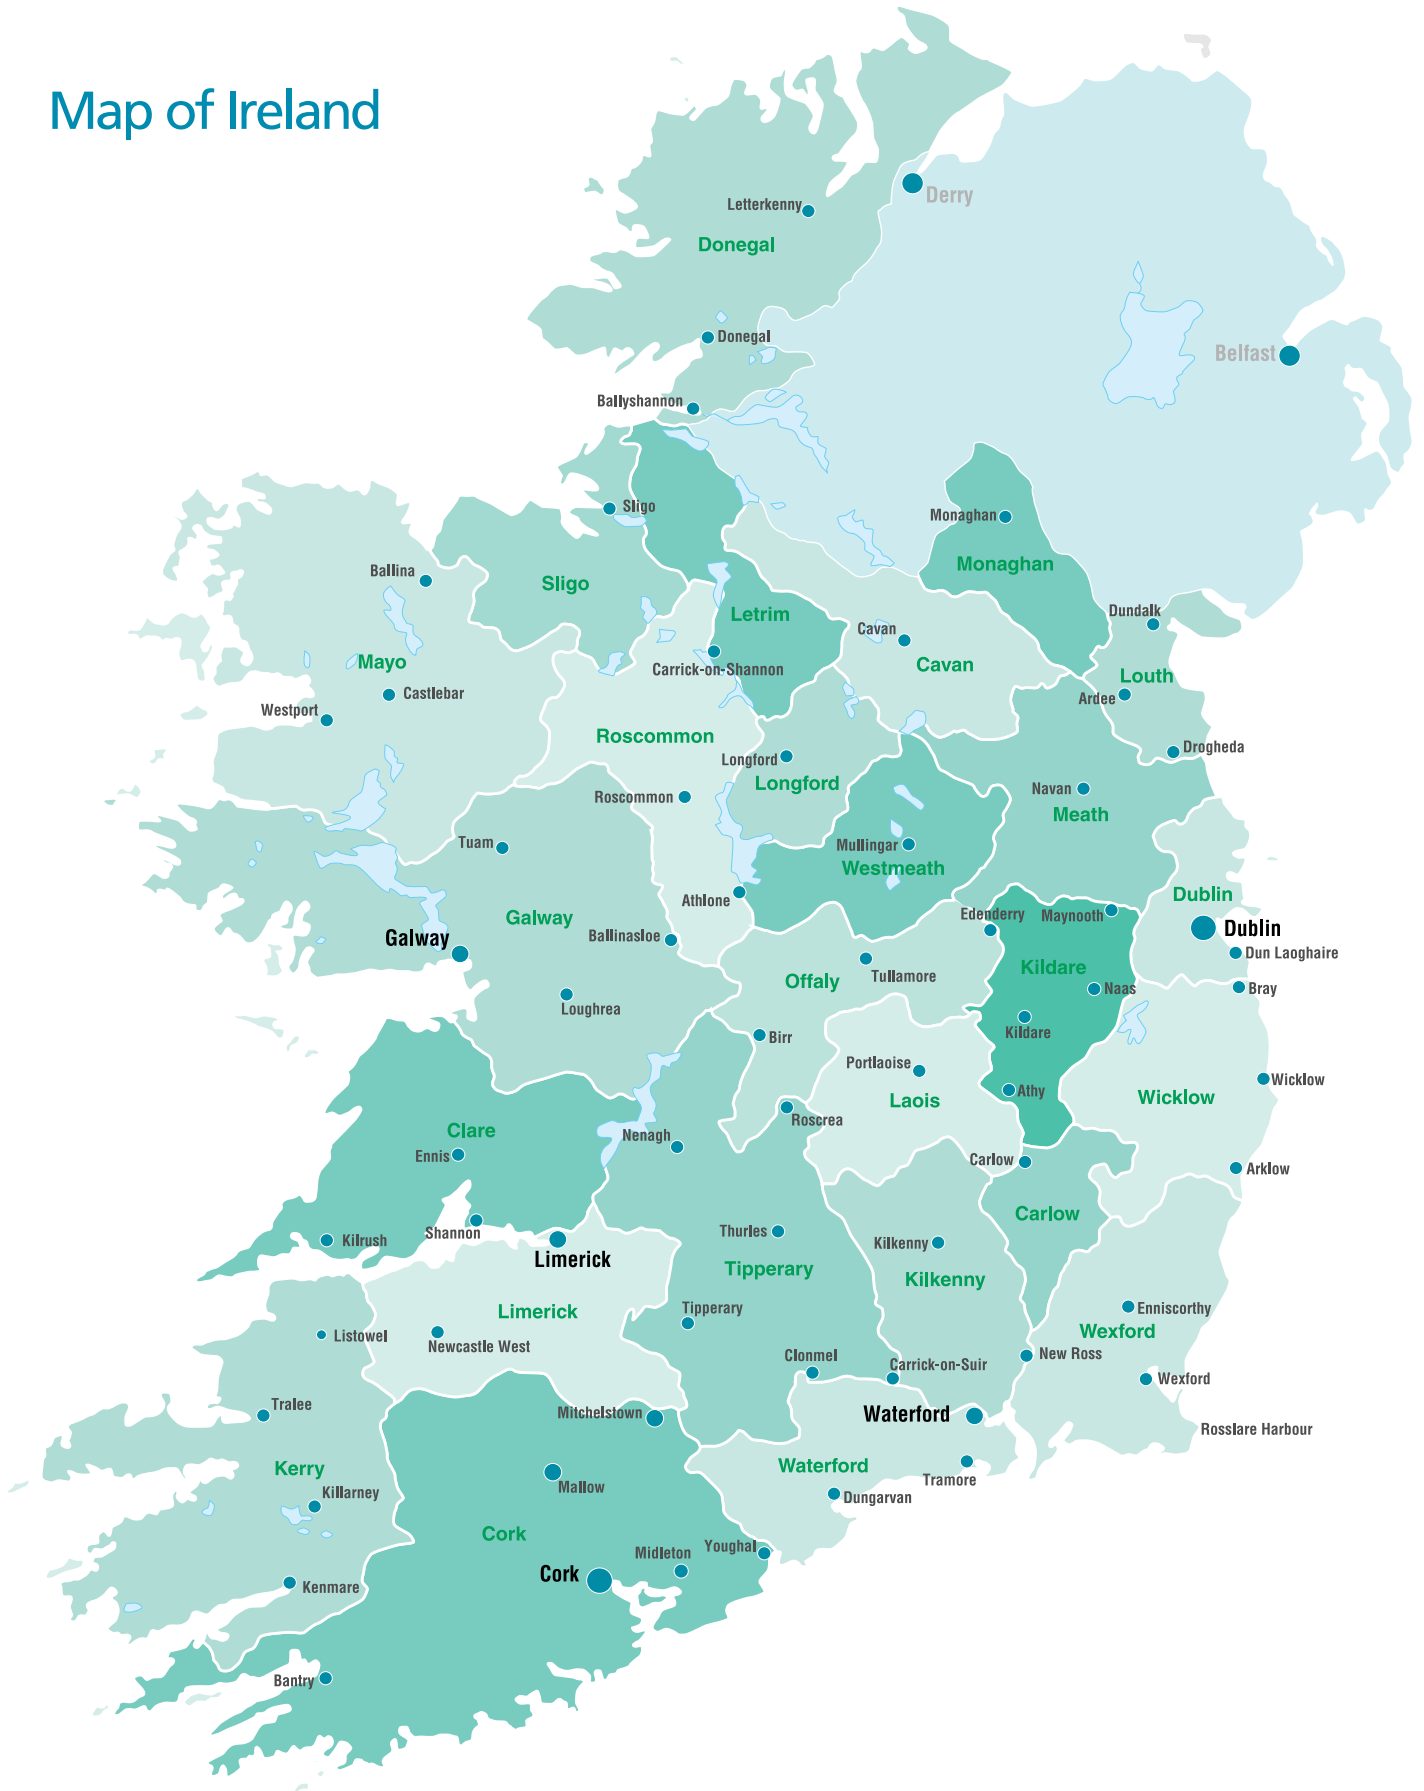 Map of Ireland
Derry
Letterkenny
Donegal
Donegal
Belfast
Ballyshannon
Sligo
Monaghan
Monaghan
Ballina
Sligo
Letrim
Dundalk
Cavan
Cavan
Mayo
Carrick-on-Shannon
Louth
Castlebar
Ardee
Westport
Roscommon
Drogheda
Longford
Longford
Navan
Roscommon
Meath
Tuam
Mullingar
Westmeath
Dublin
Athlone
Edenderry
Maynooth
Galway
Dublin
Galway
Ballinasloe
Dun Laoghaire
Kildare
Tullamore
Offaly
Naas
Bray
Loughrea
Kildare
Birr
Portlaoise
Wicklow
Athy
Laois
Wicklow
Roscrea
Clare
Nenagh
Ennis
Carlow
Arklow
Carlow
Shannon
Thurles
Kilrush
Kilkenny
Limerick
Tipperary
Kilkenny
Limerick
Tipperary
Enniscorthy
Listowel
Wexford
Newcastle West
Clonmel
New Ross
Carrick-on-Suir
Wexford
Tralee
Mitchelstown
Waterford
Rosslare Harbour
Kerry
Waterford
Tramore
Mallow
Killarney
Dungarvan
Cork
Youghal
Midleton
Cork
Kenmare
Bantry